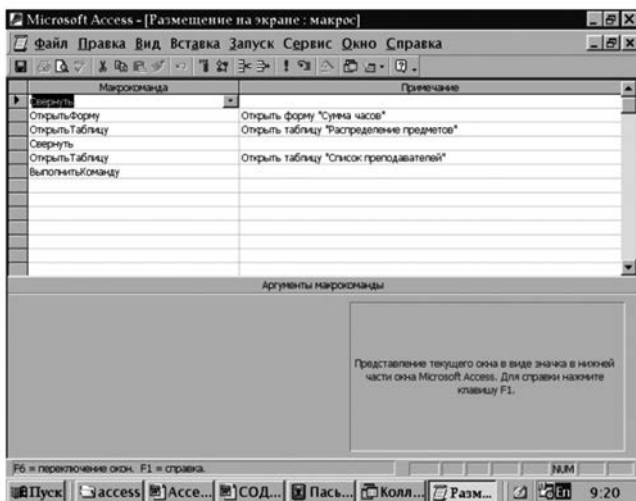 Microsoft Access - [Размещение на экране : макрос]
Файл Правка Вид Вставка Запуск Сервис Окно Справка
Макрокоманда Примечание
Свернуть
ОткрытьФорму Открыть форму "Сумма часов"
ОткрытьТаблицу Открыть таблицу "Распределение предметов"
Свернуть
ОткрытьТаблицу Открыть таблицу "Список преподавателей"
ВыполнитьКоманду
Аргументы макрокоманды
Представление текущего окна в виде значка в нижней
части окна Microsoft Access. Для справки нажмите
клавишу F1.
F6 = переключение окон. F1 = справка. NUM
Пуск access Acce... СОД... Пась... Колл... Разм... En 9:20